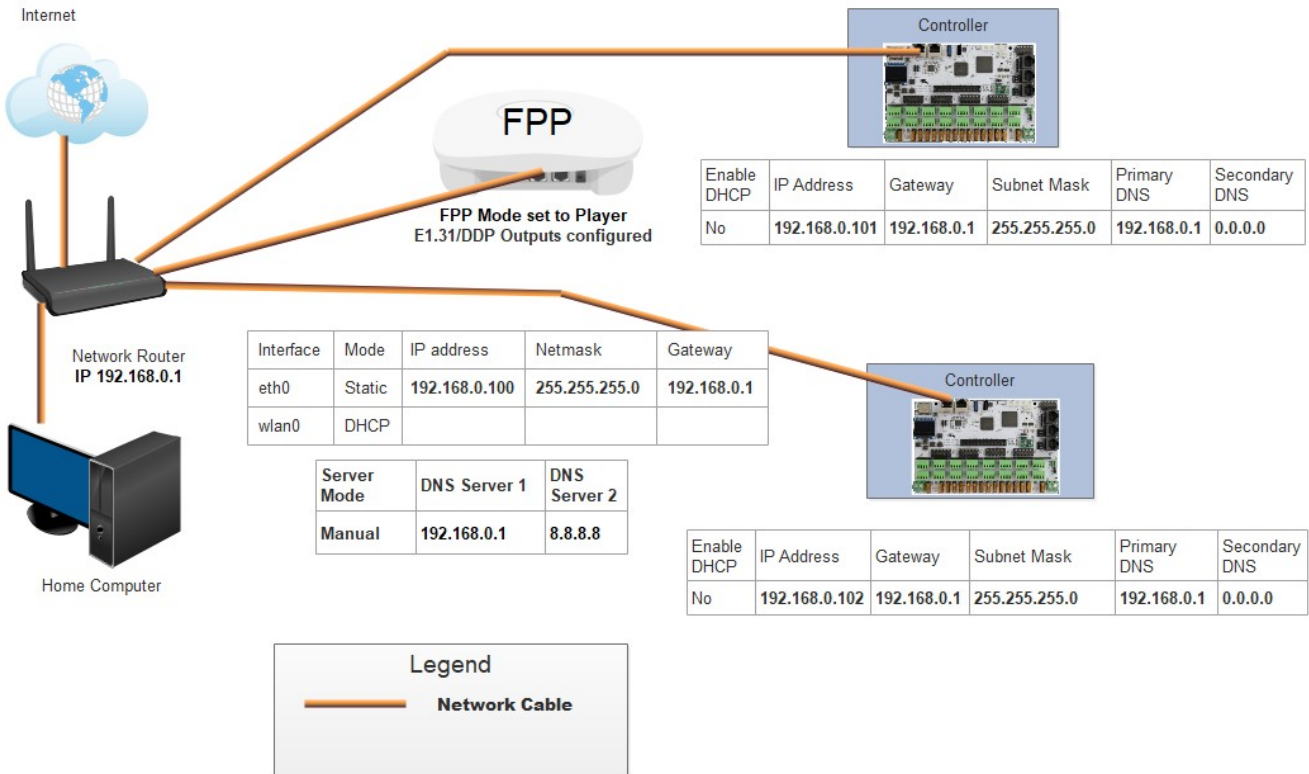 Internet
Controller
FPP
FPP Mode set to Player
E1.31/DDP Outputs configured
Enable DHCP IP Address Gateway Subnet Mask Primary DNS Secondary DNS
No 192.168.0.101 192.168.0.1 255.255.255.0 192.168.0.1 0.0.0.0
Network Router
IP 192.168.0.1
Interface Mode IP address Netmask Gateway
eth0 Static 192.168.0.100 255.255.255.0 192.168.0.1
wlan0 DHCP
Server Mode DNS Server 1 DNS Server 2
Manual 192.168.0.1 8.8.8.8
Home Computer
Controller
Enable DHCP IP Address Gateway Subnet Mask Primary DNS Secondary DNS
No 192.168.0.102 192.168.0.1 255.255.255.0 192.168.0.1 0.0.0.0
Legend
Network Cable